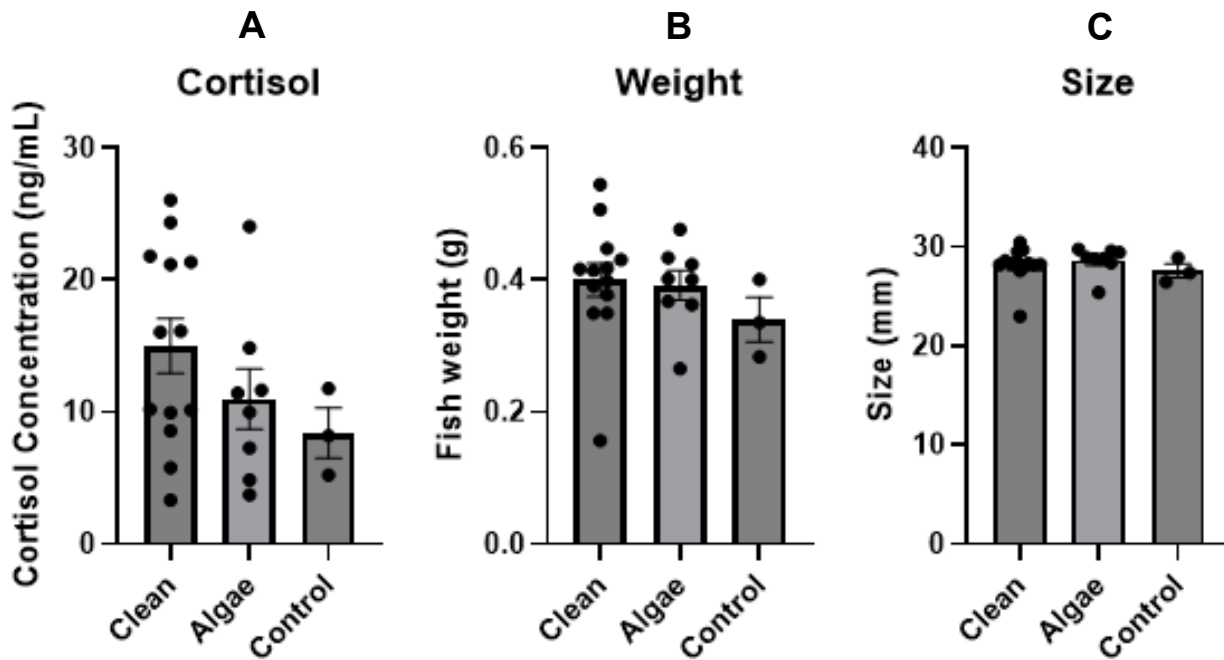 A
Cortisol
Cortisol Concentration (ng/mL)
30
20
10
0
Clean
Algae
Control
B
Weight
Fish weight (g)
0.6
0.4
0.2
0.0
Clean
Algae
Control
C
Size
Size (mm)
40
30
20
10
0
Clean
Algae
Control